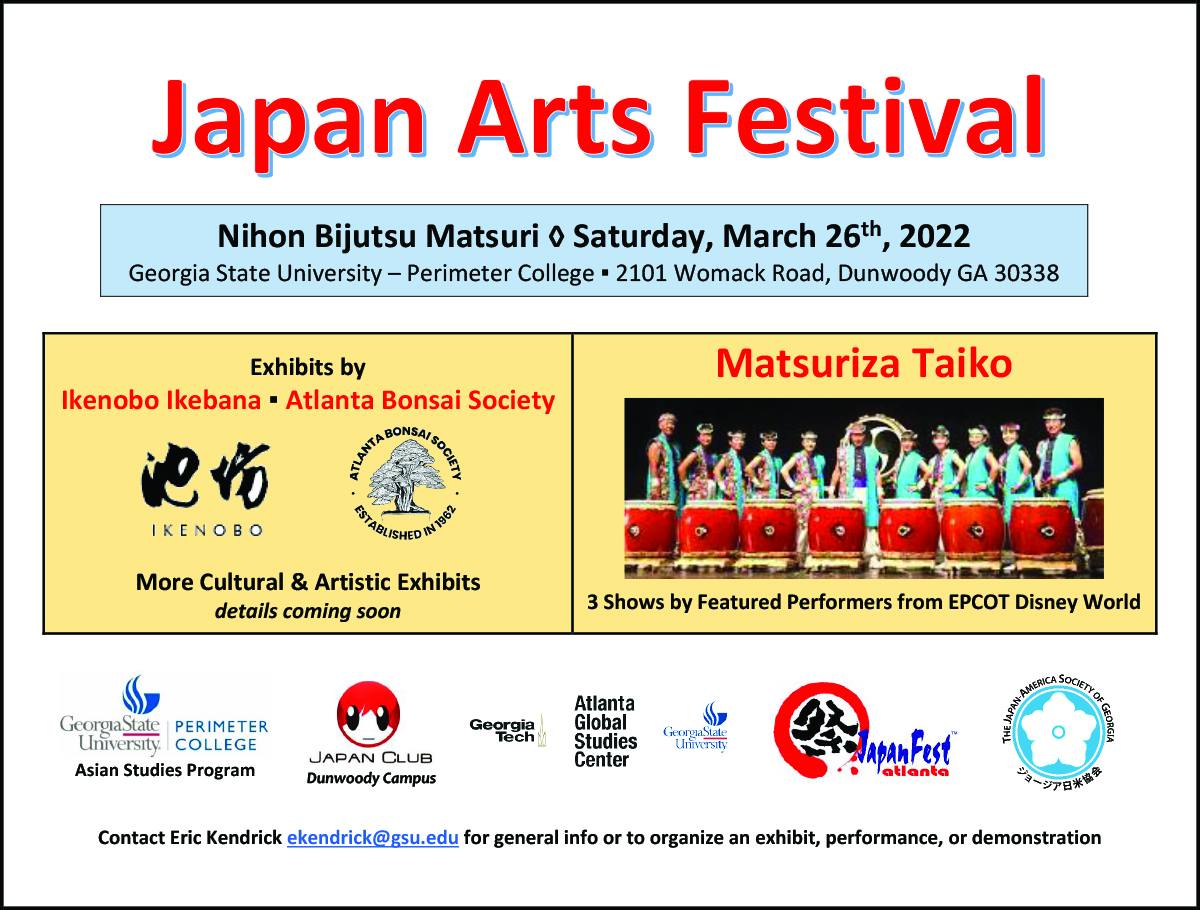 Japan Arts Festival
Nihon Bijutsu Matsuri ◊ Saturday, March 26th, 2022
Georgia State University – Perimeter College ▪ 2101 Womack Road, Dunwoody GA 30338
Exhibits by
Ikenobo Ikebana ▪ Atlanta Bonsai Society
池坊
IKENOBO
ATLANTA BONSAI SOCIETY
· ESTABLISHED IN 1962 ·
More Cultural & Artistic Exhibits
details coming soon
Matsuriza Taiko
3 Shows by Featured Performers from EPCOT Disney World
GeorgiaState
University
PERIMETER
COLLEGE
Asian Studies Program
JAPAN CLUB
Dunwoody Campus
Georgia
Tech
Atlanta
Global
Studies
Center
GeorgiaState
University
祭
JapanFest™
atlanta
THE JAPAN-AMERICA SOCIETY OF GEORGIA
ジョージア日米協会
Contact Eric Kendrick ekendrick@gsu.edu for general info or to organize an exhibit, performance, or demonstration